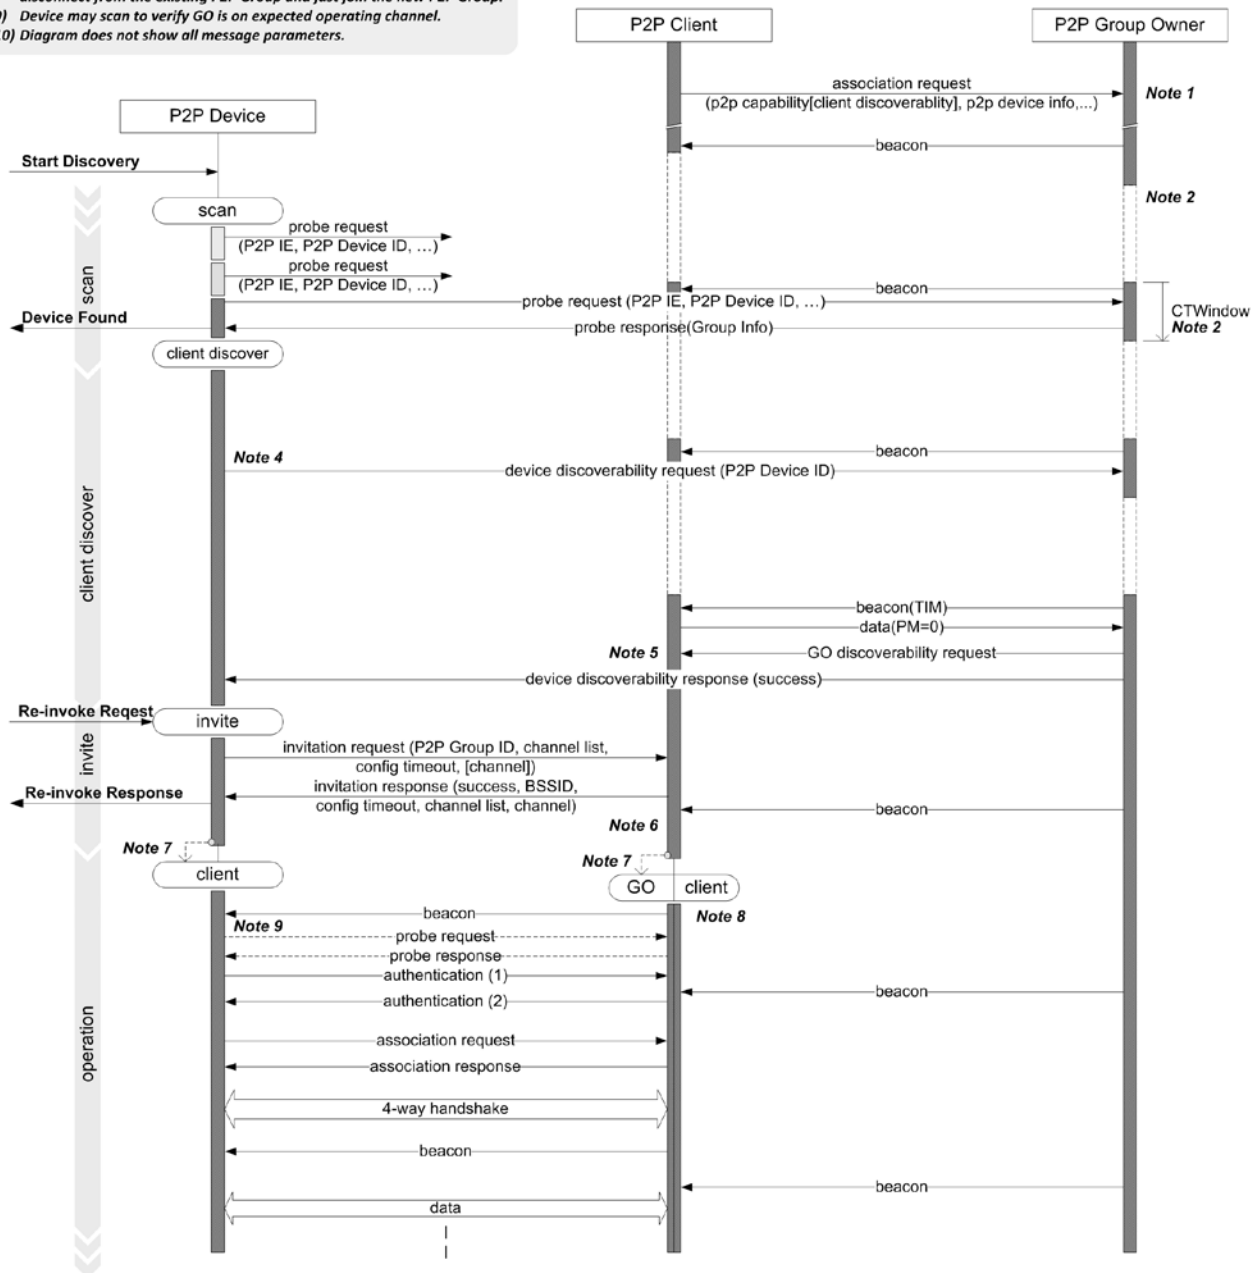 disconnect from the existing P2P Group and just join the new P2P Group.
9) Device may scan to verify GO is on expected operating channel.
10) Diagram does not show all message parameters.
P2P Client
P2P Group Owner
association request
(p2p capability[client discoverablity], p2p device info,...)
Note 1
P2P Device
beacon
Start Discovery
Note 2
scan
probe request
(P2P IE, P2P Device ID, …)
probe request
(P2P IE, P2P Device ID, …)
scan
beacon
probe request (P2P IE, P2P Device ID, …)
CTWindow
Note 2
Device Found
probe response(Group Info)
client discover
beacon
Note 4
device discoverability request (P2P Device ID)
client discover
beacon(TIM)
data(PM=0)
Note 5
GO discoverability request
device discoverability response (success)
Re-invoke Reqest
invite
invite
invitation request (P2P Group ID, channel list,
config timeout, [channel])
invitation response (success, BSSID,
config timeout, channel list, channel)
Re-invoke Response
beacon
Note 6
Note 7
Note 7
client
GO
client
beacon
Note 8
Note 9
probe request
probe response
authentication (1)
beacon
authentication (2)
operation
association request
association response
4-way handshake
beacon
beacon
data